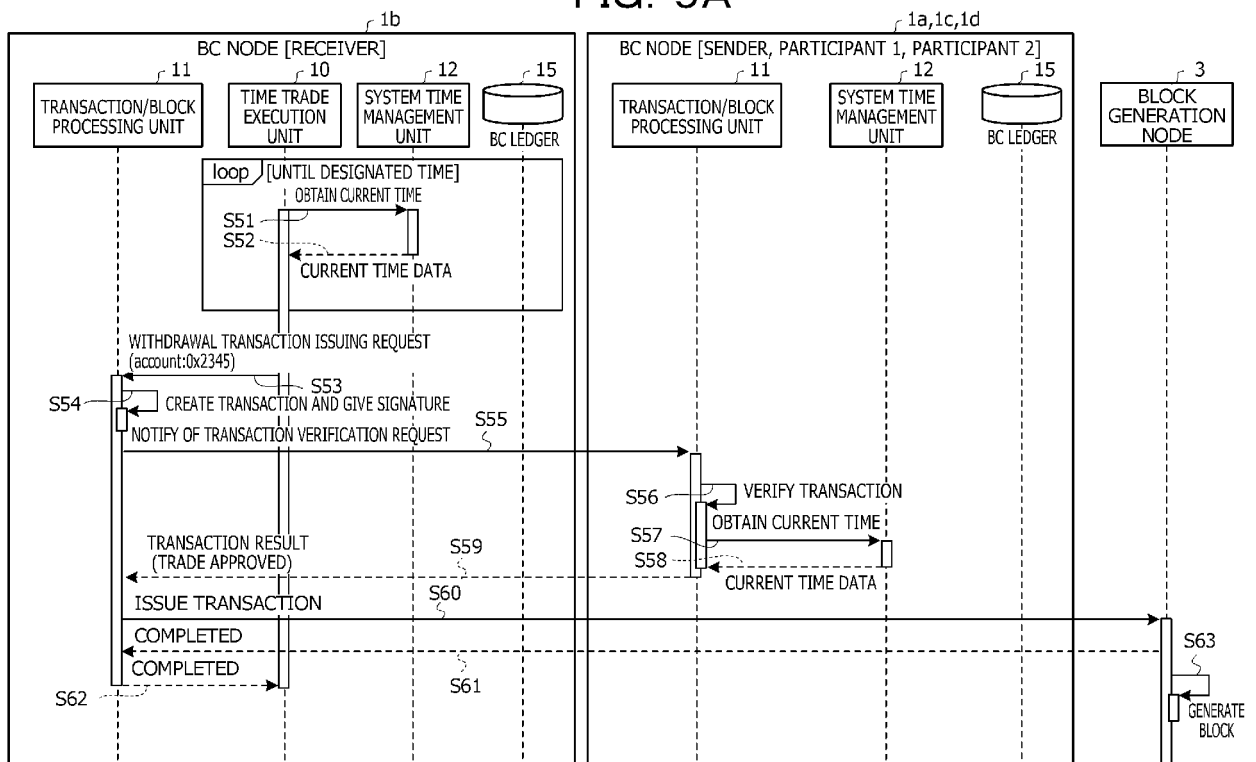 FIG. 9A
1b
1a,1c,1d
BC NODE [RECEIVER]
BC NODE [SENDER, PARTICIPANT 1, PARTICIPANT 2]
11
10
12
15
11
12
15
3
TRANSACTION/BLOCK
PROCESSING UNIT
TIME TRADE
EXECUTION
UNIT
SYSTEM TIME
MANAGEMENT
UNIT
BC LEDGER
TRANSACTION/BLOCK
PROCESSING UNIT
SYSTEM TIME
MANAGEMENT
UNIT
BC LEDGER
BLOCK
GENERATION
NODE
loop
[UNTIL DESIGNATED TIME]
OBTAIN CURRENT TIME
S51
S52
CURRENT TIME DATA
WITHDRAWAL TRANSACTION ISSUING REQUEST
(account:0x2345)
S53
S54
CREATE TRANSACTION AND GIVE SIGNATURE
S55
NOTIFY OF TRANSACTION VERIFICATION REQUEST
S56
VERIFY TRANSACTION
OBTAIN CURRENT TIME
S57
S58
CURRENT TIME DATA
TRANSACTION RESULT
(TRADE APPROVED)
S59
ISSUE TRANSACTION
S60
COMPLETED
S61
COMPLETED
S62
S63
GENERATE
BLOCK